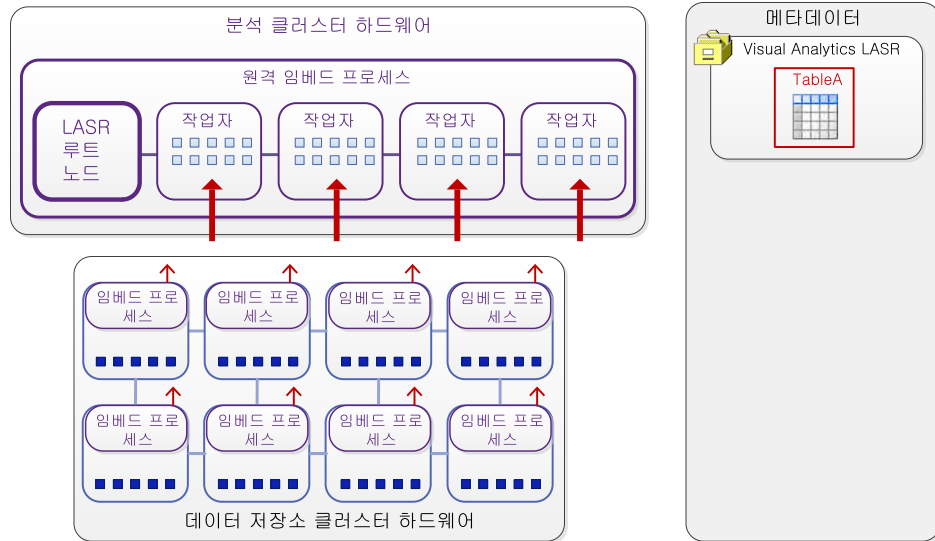 분석 클러스터 하드웨어
원격 임베드 프로세스
LASR
루트
노드
작업자
작업자
작업자
작업자
메타데이터
Visual Analytics LASR
TableA
임베드 프로
세스
임베드 프로
세스
임베드 프로
세스
임베드 프로
세스
임베드 프로
세스
임베드 프로
세스
임베드 프로
세스
임베드 프로
세스
데이터 저장소 클러스터 하드웨어